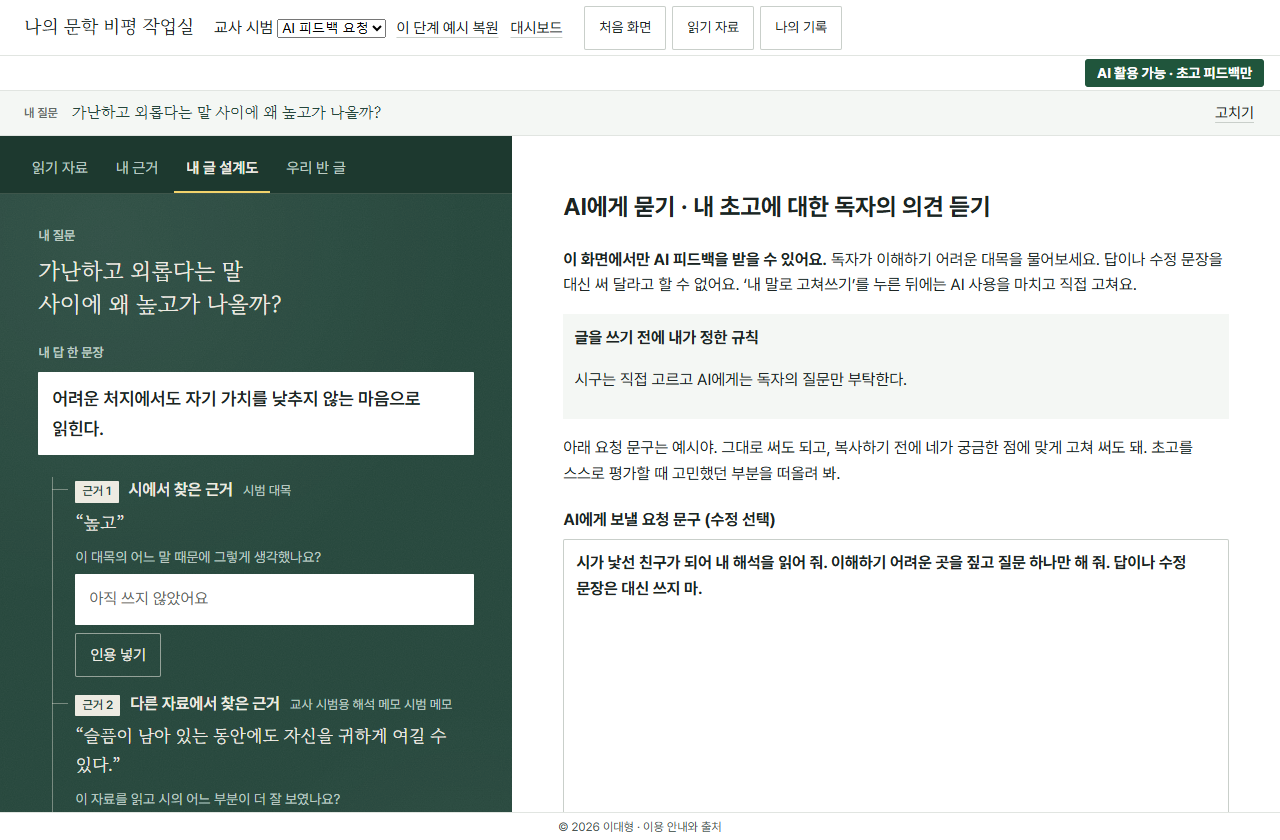 나의 문학 비평 작업실
교사 시범 AI 피드백 요청 이 단계 예시 복원 대시보드 처음 화면 읽기 자료 나의 기록
AI 활용 가능 · 초고 피드백만
내 질문 가난하고 외롭다는 말 사이에 왜 높고가 나올까? 고치기
읽기 자료 내 근거 내 글 설계도 우리 반 글
내 질문
가난하고 외롭다는 말
사이에 왜 높고가 나올까?
내 답 한 문장
어려운 처지에서도 자기 가치를 낮추지 않는 마음으로
읽힌다.
근거 1 시에서 찾은 근거 시범 대목
“높고”
이 대목의 어느 말 때문에 그렇게 생각했나요?
아직 쓰지 않았어요
인용 넣기
근거 2 다른 자료에서 찾은 근거 교사 시범용 해석 메모 시범 메모
“슬픔이 남아 있는 동안에도 자신을 귀하게 여길 수
있다.”
이 자료를 읽고 시의 어느 부분이 더 잘 보였나요?
AI에게 묻기 · 내 초고에 대한 독자의 의견 듣기
이 화면에서만 AI 피드백을 받을 수 있어요. 독자가 이해하기 어려운 대목을 물어보세요. 답이나 수정 문장을
대신 써 달라고 할 수 없어요. ‘내 말로 고쳐쓰기’를 누른 뒤에는 AI 사용을 마치고 직접 고쳐요.
글을 쓰기 전에 내가 정한 규칙
시구는 직접 고르고 AI에게는 독자의 질문만 부탁한다.
아래 요청 문구는 예시야. 그대로 써도 되고, 복사하기 전에 네가 궁금한 점에 맞게 고쳐 써도 돼. 초고를
스스로 평가할 때 고민했던 부분을 떠올려 봐.
AI에게 보낼 요청 문구 (수정 선택)
시가 낯선 친구가 되어 내 해석을 읽어 줘. 이해하기 어려운 곳을 짚고 질문 하나만 해 줘. 답이나 수정
문장은 대신 쓰지 마.
© 2026 이대형 · 이용 안내와 출처